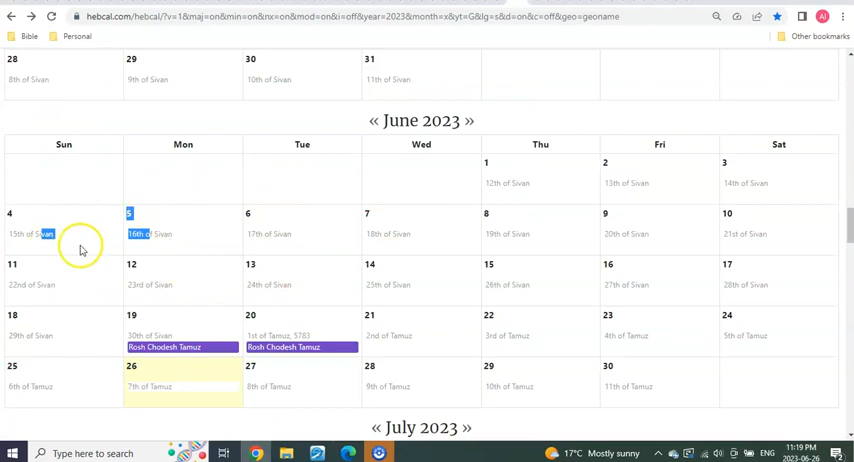 hebcal.com/hebcal/?v=1&maj=on&min=on&nx=on&mod=on&i=off&year=2023&month=x&yt=G&lg=s&d=on&c=off&geo=geoname
AI
Bible Personal Other bookmarks
28 29 30 31
8th of Sivan 9th of Sivan 10th of Sivan 11th of Sivan
« June 2023 »
Sun Mon Tue Wed Thu Fri Sat
1 2 3
12th of Sivan 13th of Sivan 14th of Sivan
4 5 6 7 8 9 10
15th of Sivan 16th of Sivan 17th of Sivan 18th of Sivan 19th of Sivan 20th of Sivan 21st of Sivan
11 12 13 14 15 16 17
22nd of Sivan 23rd of Sivan 24th of Sivan 25th of Sivan 26th of Sivan 27th of Sivan 28th of Sivan
18 19 20 21 22 23 24
29th of Sivan 30th of Sivan 1st of Tamuz, 5783 2nd of Tamuz 3rd of Tamuz 4th of Tamuz 5th of Tamuz
Rosh Chodesh Tamuz Rosh Chodesh Tamuz
25 26 27 28 29 30
6th of Tamuz 7th of Tamuz 8th of Tamuz 9th of Tamuz 10th of Tamuz 11th of Tamuz
« July 2023 »
Type here to search 17°C Mostly sunny ENG 11:19 PM
2023-06-26 2